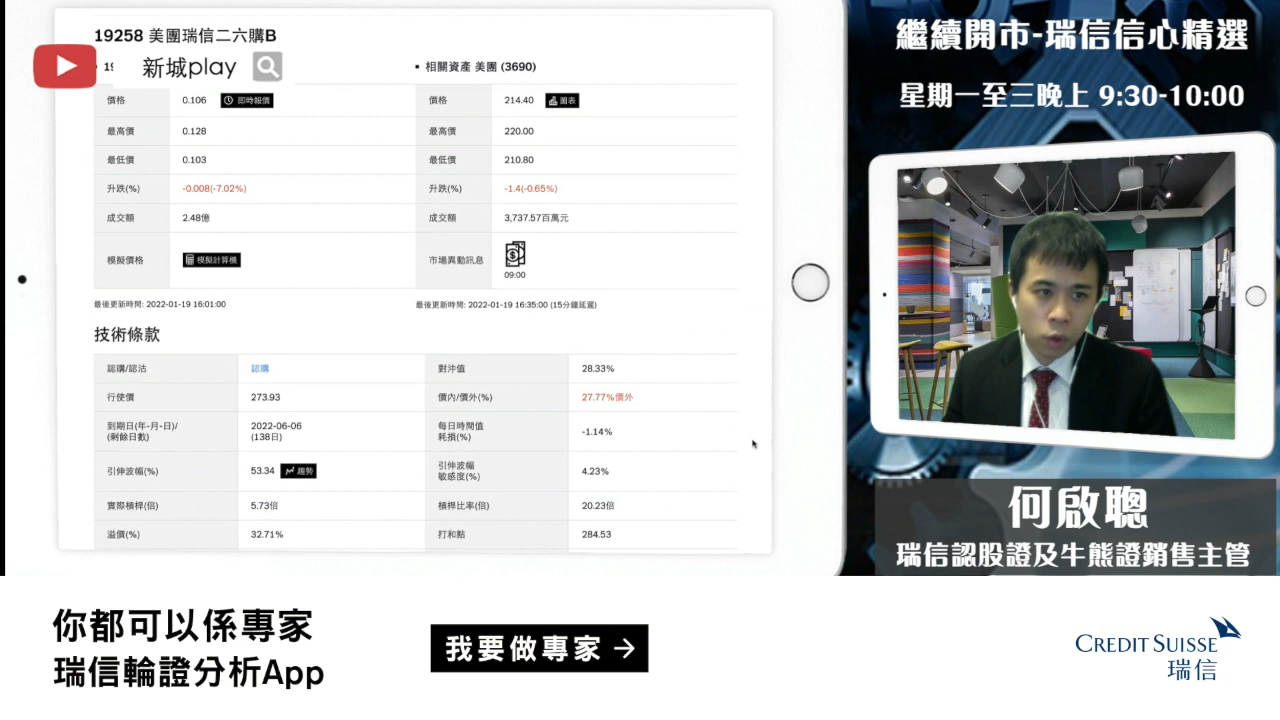 19258 美團瑞信二六購B
新城play
相關資產 美團 (3690)
價格 0.106 即時報價 價格 214.40 圖表
最高價 0.128 最高價 220.00
最低價 0.103 最低價 210.80
升跌(%) -0.008(-7.02%) 升跌(%) -1.4(-0.65%)
成交額 2.48億 成交額 3,737.57百萬元
模擬價格 模擬計算機 市場異動訊息 09:00
最後更新時間: 2022-01-19 16:01:00 最後更新時間: 2022-01-19 16:35:00 (15分鐘延遲)
技術條款
認購/認沽 認購 對沖值 28.33%
行使價 273.93 價內/價外(%) 27.77%價外
到期日(年-月-日)/ 2022-06-06 每日時間值 -1.14%
(剩餘日數) (138日) 耗損(%)
引伸波幅(%) 53.34 趨勢 引伸波幅 4.23%
敏感度(%)
實際槓桿(倍) 5.73倍 槓桿比率(倍) 20.23倍
溢價(%) 32.71% 打和點 284.53
繼續開市-瑞信信心精選
星期一至三晚上 9:30-10:00
何啟聰
瑞信認股證及牛熊證銷售主管
你都可以係專家
瑞信輪證分析App
我要做專家 →
CREDIT SUISSE
瑞信